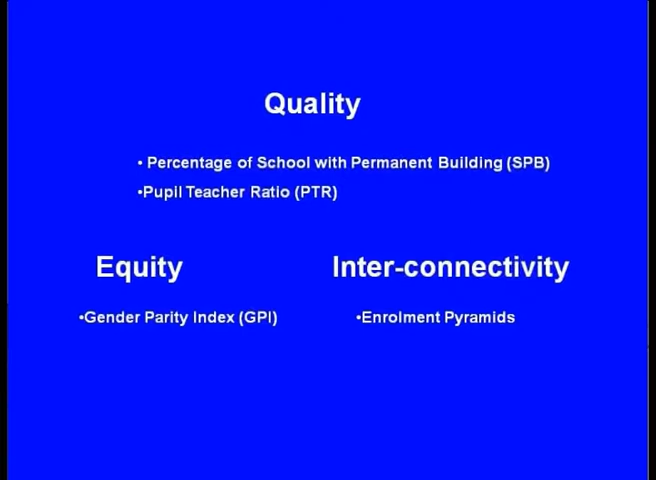 Quality
• Percentage of School with Permanent Building (SPB)
•Pupil Teacher Ratio (PTR)
Equity
•Gender Parity Index (GPI)
Inter-connectivity
•Enrolment Pyramids